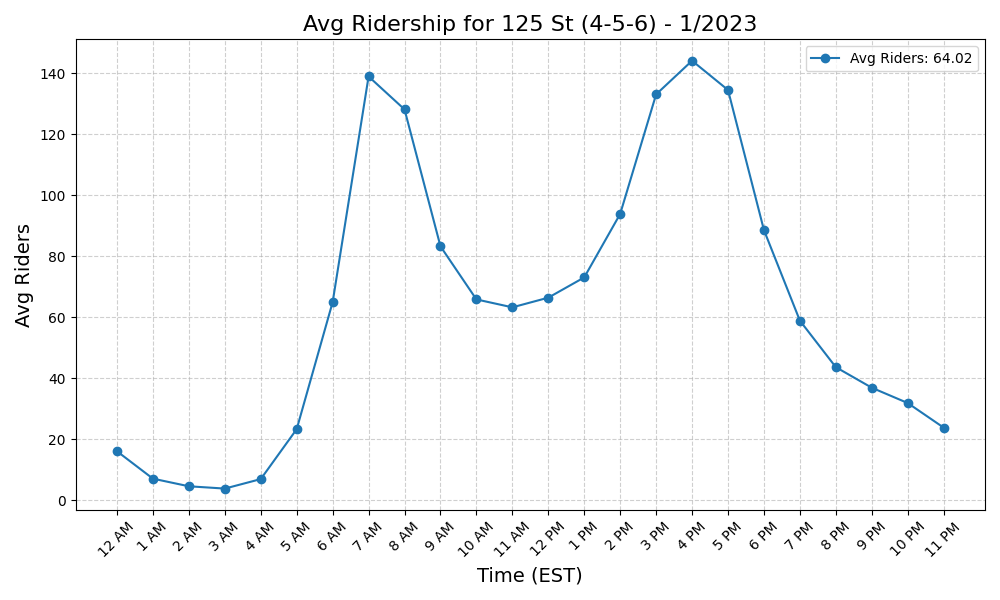 Avg Ridership for 125 St (4-5-6) - 1/2023
Avg Riders: 64.02
Avg Riders
140
120
100
80
60
40
20
0
12 AM
1 AM
2 AM
3 AM
4 AM
5 AM
6 AM
7 AM
8 AM
9 AM
10 AM
11 AM
12 PM
1 PM
2 PM
3 PM
4 PM
5 PM
6 PM
7 PM
8 PM
9 PM
10 PM
11 PM
Time (EST)